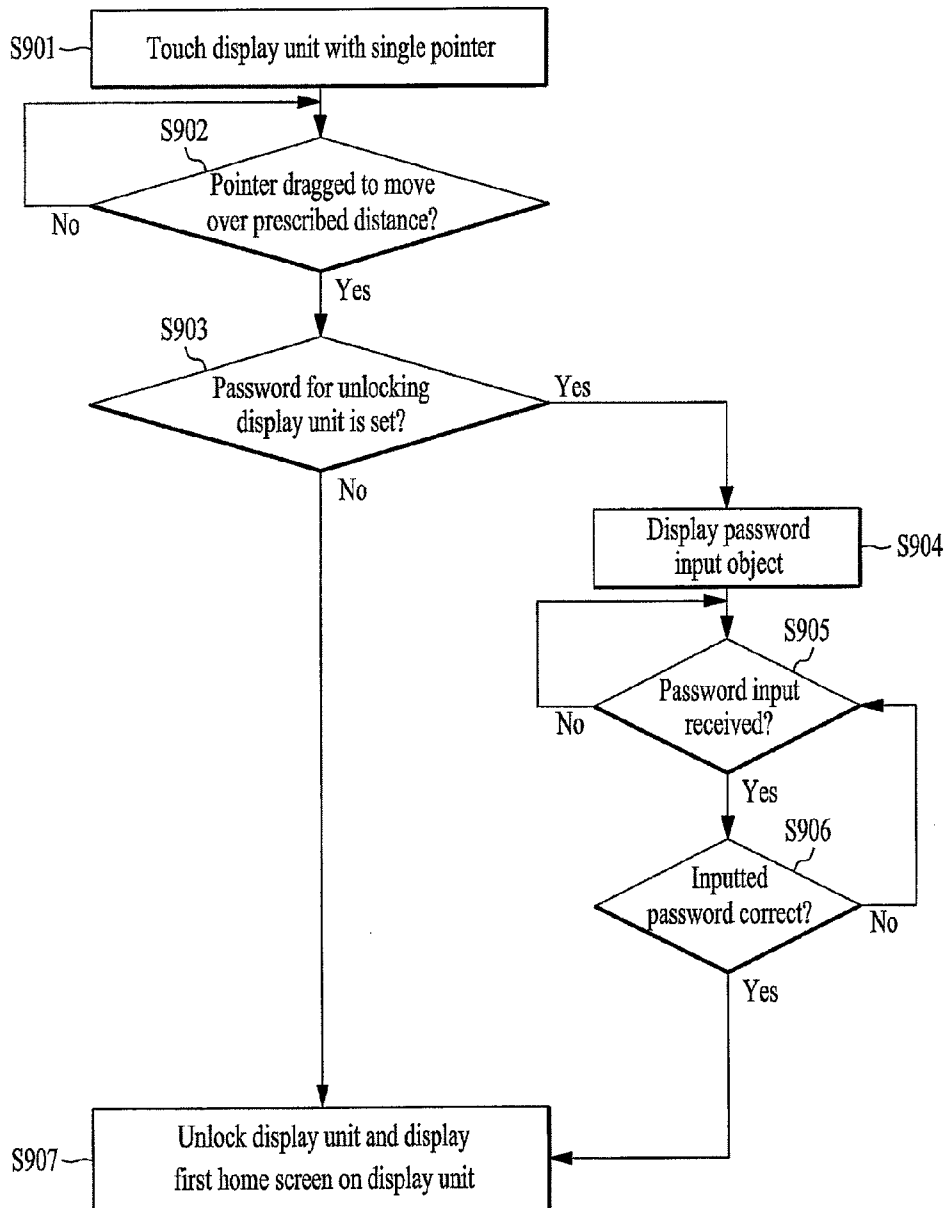 S901
Touch display unit with single pointer
S902
Pointer dragged to move
over prescribed distance?
No
Yes
S903
Password for unlocking
display unit is set?
Yes
No
Display password
input object
S904
S905
Password input
received?
No
Yes
S906
Inputted
password correct?
No
Yes
S907
Unlock display unit and display
first home screen on display unit